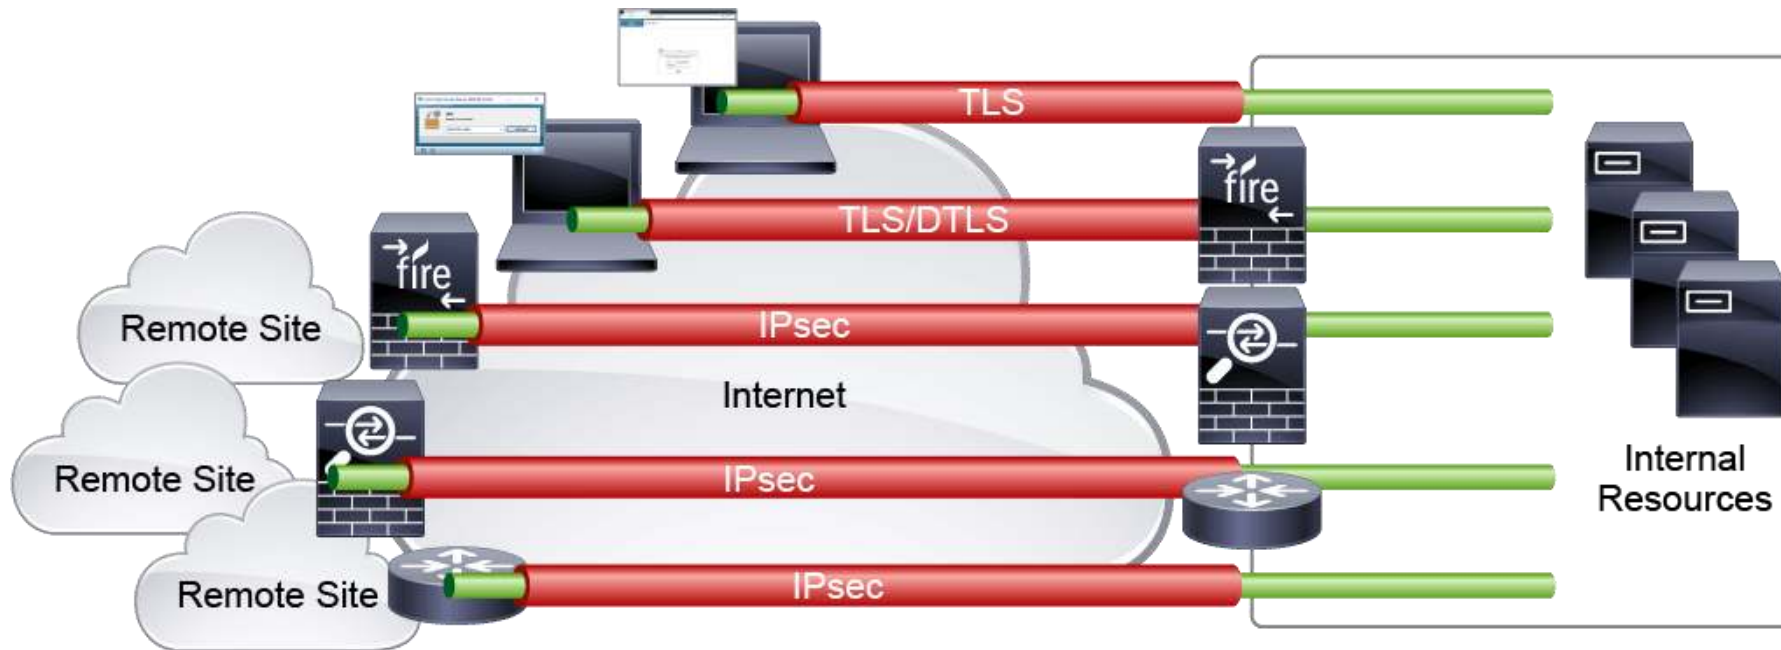 TLS
TLS/DTLS
fire
fire
Remote Site
IPsec
Internet
Remote Site
IPsec
Internal
Resources
Remote Site
IPsec